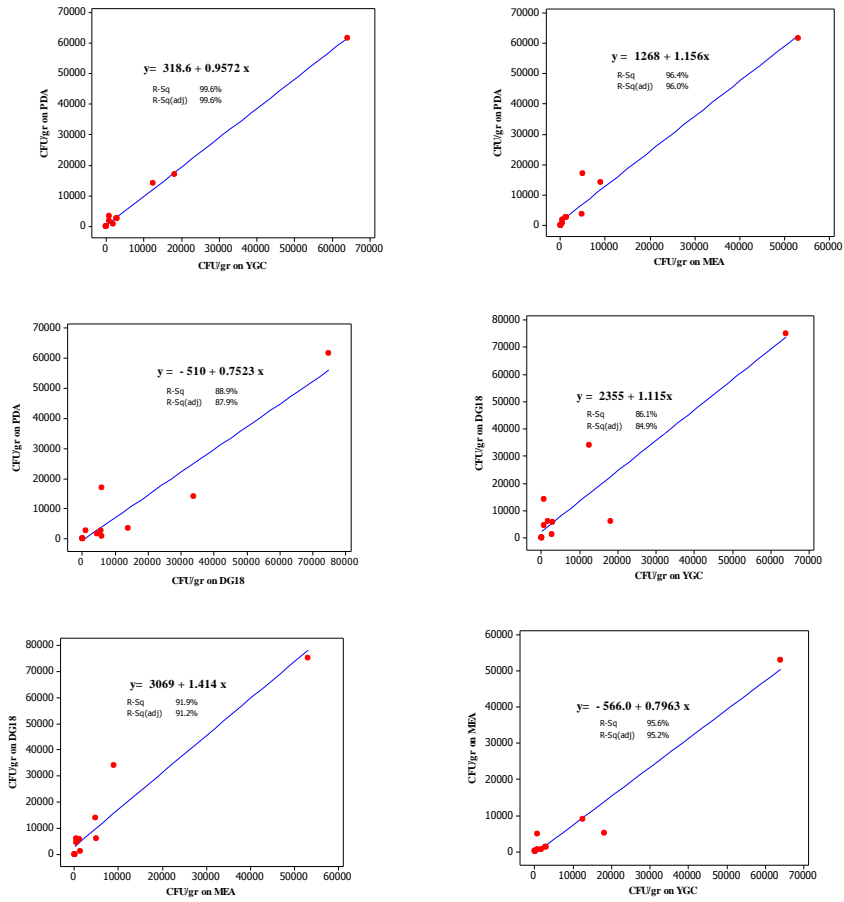 70000
60000
50000
40000
30000
20000
10000
0
CFU/gr on PDA
y= 318.6 + 0.9572 x
R-Sq 99.6%
R-Sq(adj) 99.6%
0 10000 20000 30000 40000 50000 60000 70000
CFU/gr on YGC
70000
60000
50000
40000
30000
20000
10000
0
CFU/gr on PDA
y= 1268 + 1.156x
R-Sq 96.4%
R-Sq(adj) 96.0%
0 10000 20000 30000 40000 50000 60000
CFU/gr on MEA
70000
60000
50000
40000
30000
20000
10000
0
CFU/gr on PDA
y= - 510 + 0.7523 x
R-Sq 88.9%
R-Sq(adj) 87.9%
0 10000 20000 30000 40000 50000 60000 70000 80000
CFU/gr on DG18
80000
70000
60000
50000
40000
30000
20000
10000
0
CFU/gr on DG18
y= 2355 + 1.115x
R-Sq 86.1%
R-Sq(adj) 84.9%
0 10000 20000 30000 40000 50000 60000 70000
CFU/gr on YGC
80000
70000
60000
50000
40000
30000
20000
10000
0
CFU/gr on DG18
y= 3069 + 1.414 x
R-Sq 91.9%
R-Sq(adj) 91.2%
0 10000 20000 30000 40000 50000 60000
CFU/gr on MEA
60000
50000
40000
30000
20000
10000
0
CFU/gr on MEA
y= - 566.0 + 0.7963 x
R-Sq 95.6%
R-Sq(adj) 95.2%
0 10000 20000 30000 40000 50000 60000 70000
CFU/gr on YGC